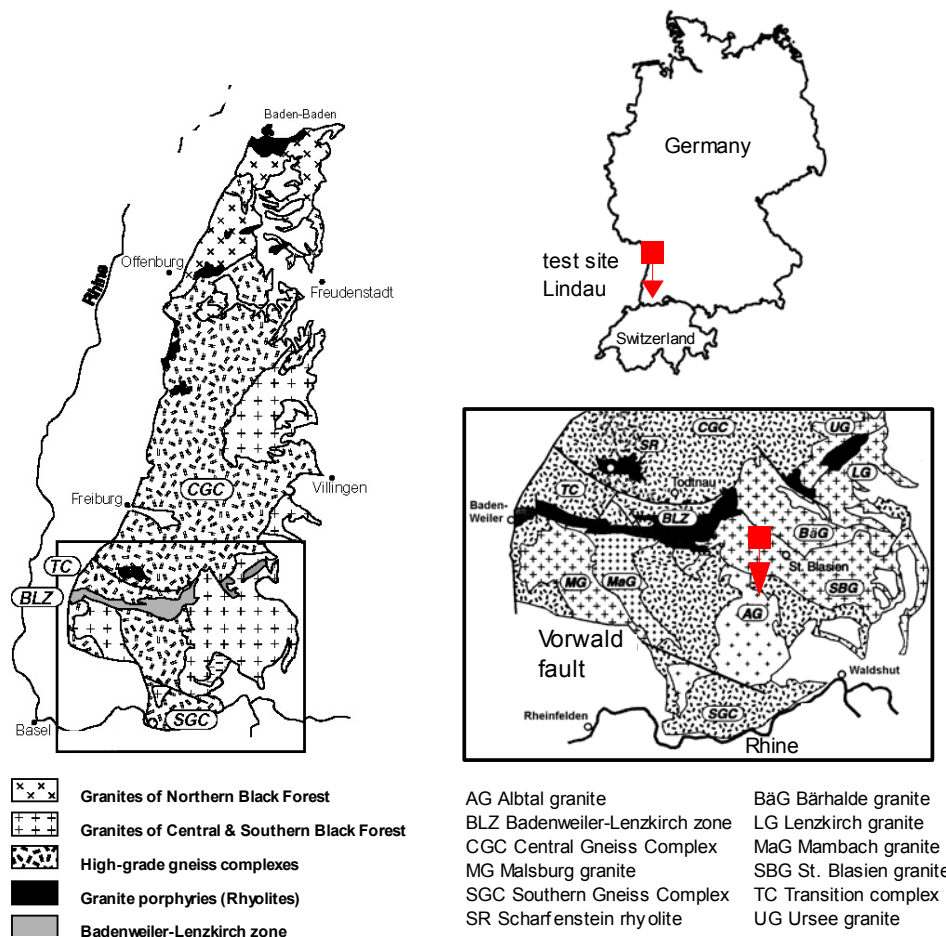 Baden-Baden
Offenburg
Rhine
Freudenstadt
CGC
Villingen
Freiburg
TC
BLZ
SGC
Basel
Germany
test site
Lindau
Switzerland
CGC
UG
SR
LG
TC
Todtnau
Baden-
Weiler
BLZ
BäG
St. Blasien
MG
MaG
SBG
AG
Vorwald
fault
Waldshut
SGC
Rheinfelden
Rhine
Granites of Northern Black Forest
Granites of Central & Southern Black Forest
High-grade gneiss complexes
Granite porphyries (Rhyolites)
Badenweiler-Lenzkirch zone
AG Albtal granite
BLZ Badenweiler-Lenzkirch zone
CGC Central Gneiss Complex
MG Malsburg granite
SGC Southern Gneiss Complex
SR Scharfenstein rhyolite
BäG Bärhalde granite
LG Lenzkirch granite
MaG Mambach granite
SBG St. Blasien granite
TC Transition complex
UG Ursee granite